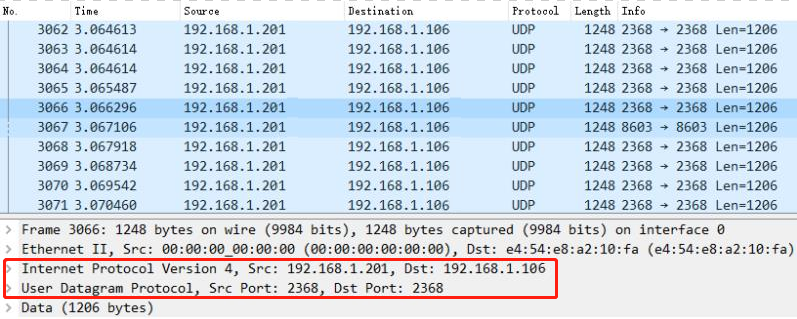 No. Time Source Destination Protocol Length Info
3062 3.064613 192.168.1.201 192.168.1.106 UDP 1248 2368 → 2368 Len=1206
3063 3.064614 192.168.1.201 192.168.1.106 UDP 1248 2368 → 2368 Len=1206
3064 3.064614 192.168.1.201 192.168.1.106 UDP 1248 2368 → 2368 Len=1206
3065 3.065487 192.168.1.201 192.168.1.106 UDP 1248 2368 → 2368 Len=1206
3066 3.066296 192.168.1.201 192.168.1.106 UDP 1248 2368 → 2368 Len=1206
3067 3.067106 192.168.1.201 192.168.1.106 UDP 1248 8603 → 8603 Len=1206
3068 3.067918 192.168.1.201 192.168.1.106 UDP 1248 2368 → 2368 Len=1206
3069 3.068734 192.168.1.201 192.168.1.106 UDP 1248 2368 → 2368 Len=1206
3070 3.069542 192.168.1.201 192.168.1.106 UDP 1248 2368 → 2368 Len=1206
3071 3.070460 192.168.1.201 192.168.1.106 UDP 1248 2368 → 2368 Len=1206
Frame 3066: 1248 bytes on wire (9984 bits), 1248 bytes captured (9984 bits) on interface 0
Ethernet II, Src: 00:00:00_00:00:00 (00:00:00:00:00:00), Dst: e4:54:e8:a2:10:fa (e4:54:e8:a2:10:fa)
Internet Protocol Version 4, Src: 192.168.1.201, Dst: 192.168.1.106
User Datagram Protocol, Src Port: 2368, Dst Port: 2368
Data (1206 bytes)